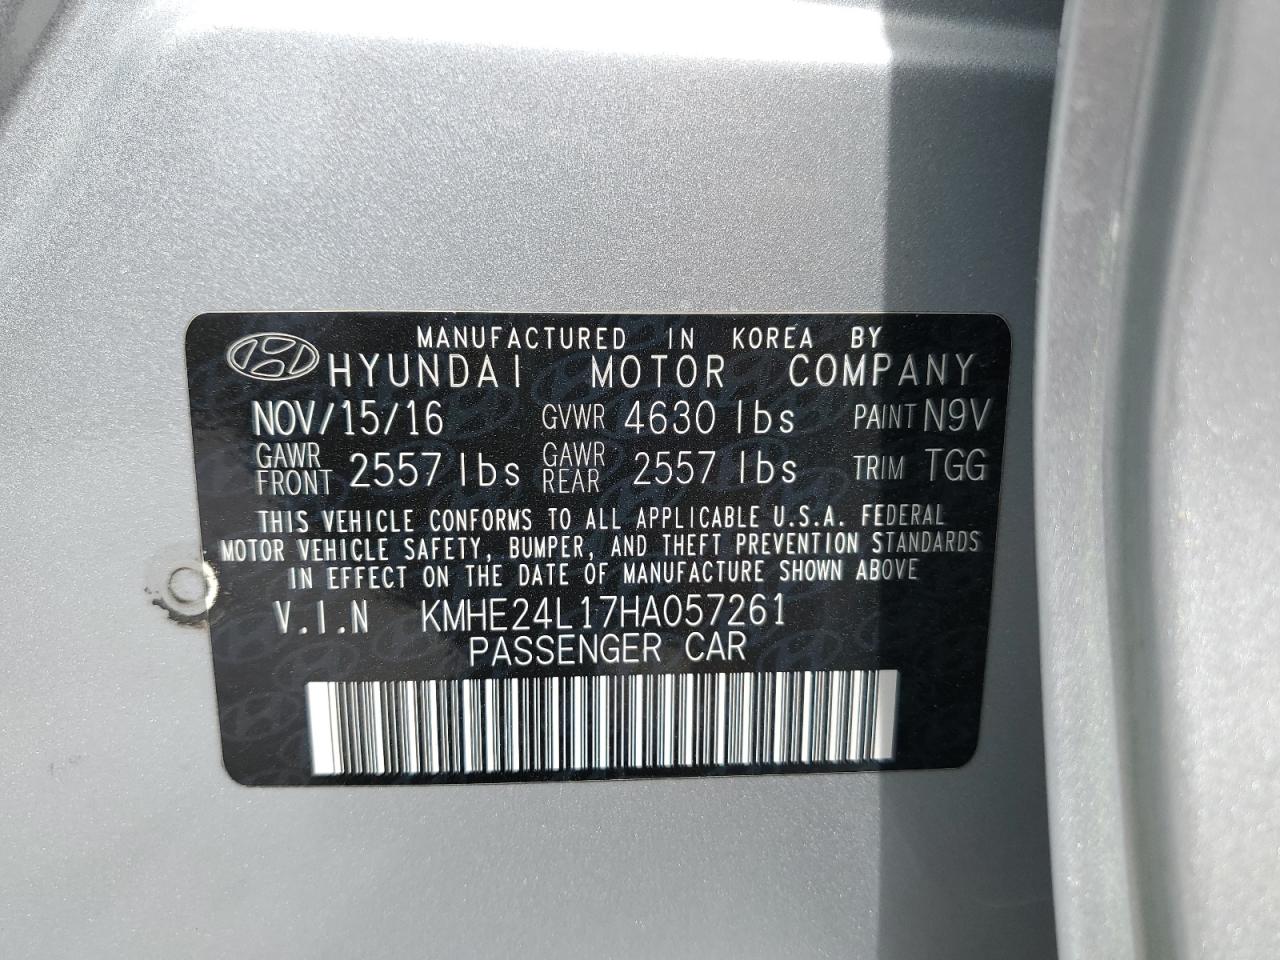 MANUFACTURED IN KOREA BY
HYUNDAI MOTOR COMPANY
NOV/15/16 GVWR 4630 lbs PAINT N9V
GAWR FRONT 2557 lbs GAWR REAR 2557 lbs TRIM TGG
THIS VEHICLE CONFORMS TO ALL APPLICABLE U.S.A. FEDERAL
MOTOR VEHICLE SAFETY, BUMPER, AND THEFT PREVENTION STANDARDS
IN EFFECT ON THE DATE OF MANUFACTURE SHOWN ABOVE
V.I.N KMHE24L17HA057261
PASSENGER CAR